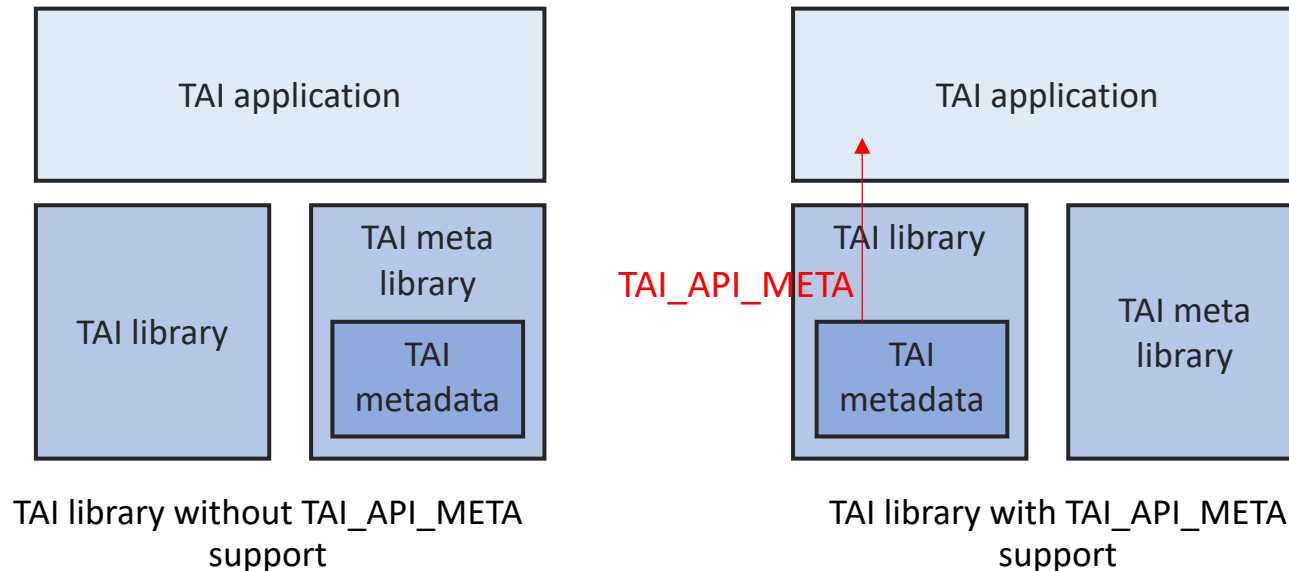 TAI application
TAI library
TAI meta
library
TAI
metadata
TAI library without TAI_API_META
support
TAI application
TAI library
TAI_API_META
TAI
metadata
TAI meta
library
TAI library with TAI_API_META
support